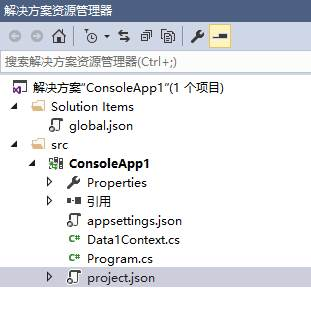 解决方案资源管理器
搜索解决方案资源管理器(Ctrl+;)
解决方案"ConsoleApp1"(1 个项目)
Solution Items
global.json
src
ConsoleApp1
Properties
引用
appsettings.json
C# Data1Context.cs
C# Program.cs
project.json